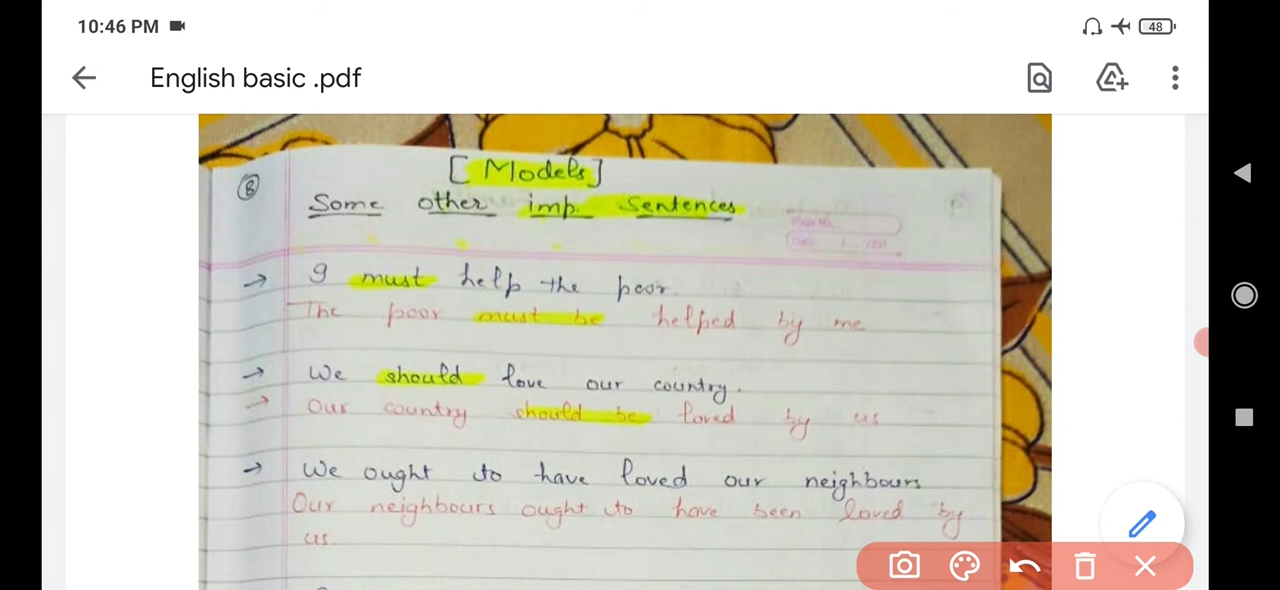 10:46 PM
48
English basic .pdf
[Models]
8
Some other imp. Sentences
→ I must help the poor.
The poor must be helped by me
→ We should love our country.
→ Our country should be loved by us
→ We ought to have loved our neighbours
Our neighbours ought to have been loved by
us.